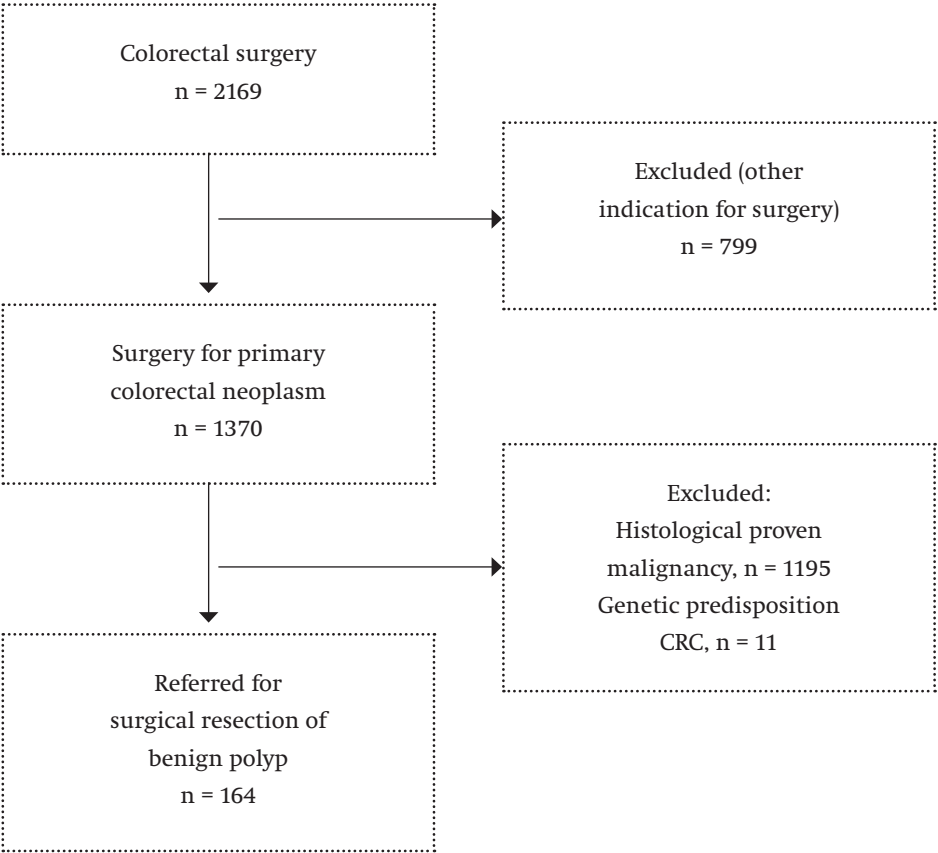 Colorectal surgery
n = 2169
Excluded (other
indication for surgery)
n = 799
Surgery for primary
colorectal neoplasm
n = 1370
Excluded:
Histological proven
malignancy, n = 1195
Genetic predisposition
CRC, n = 11
Referred for
surgical resection of
benign polyp
n = 164